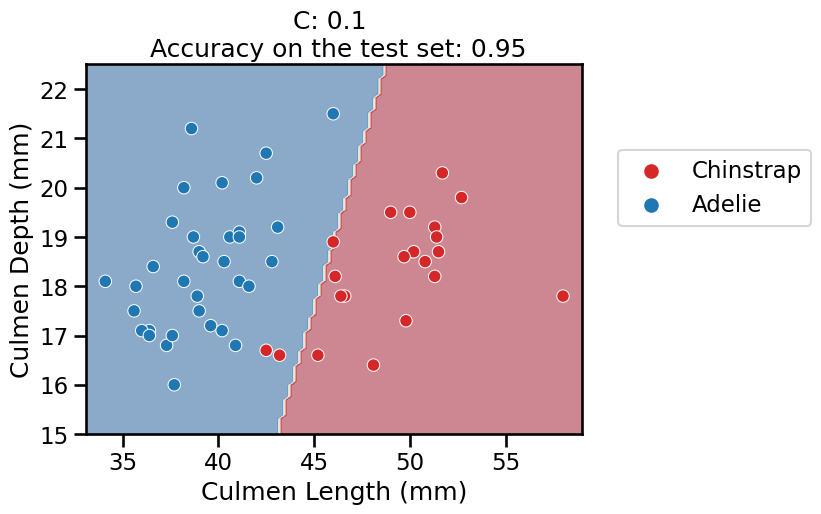 C: 0.1
Accuracy on the test set: 0.95
Culmen Depth (mm)
22
21
20
19
18
17
16
15
35
40
45
50
55
Culmen Length (mm)
Chinstrap
Adelie